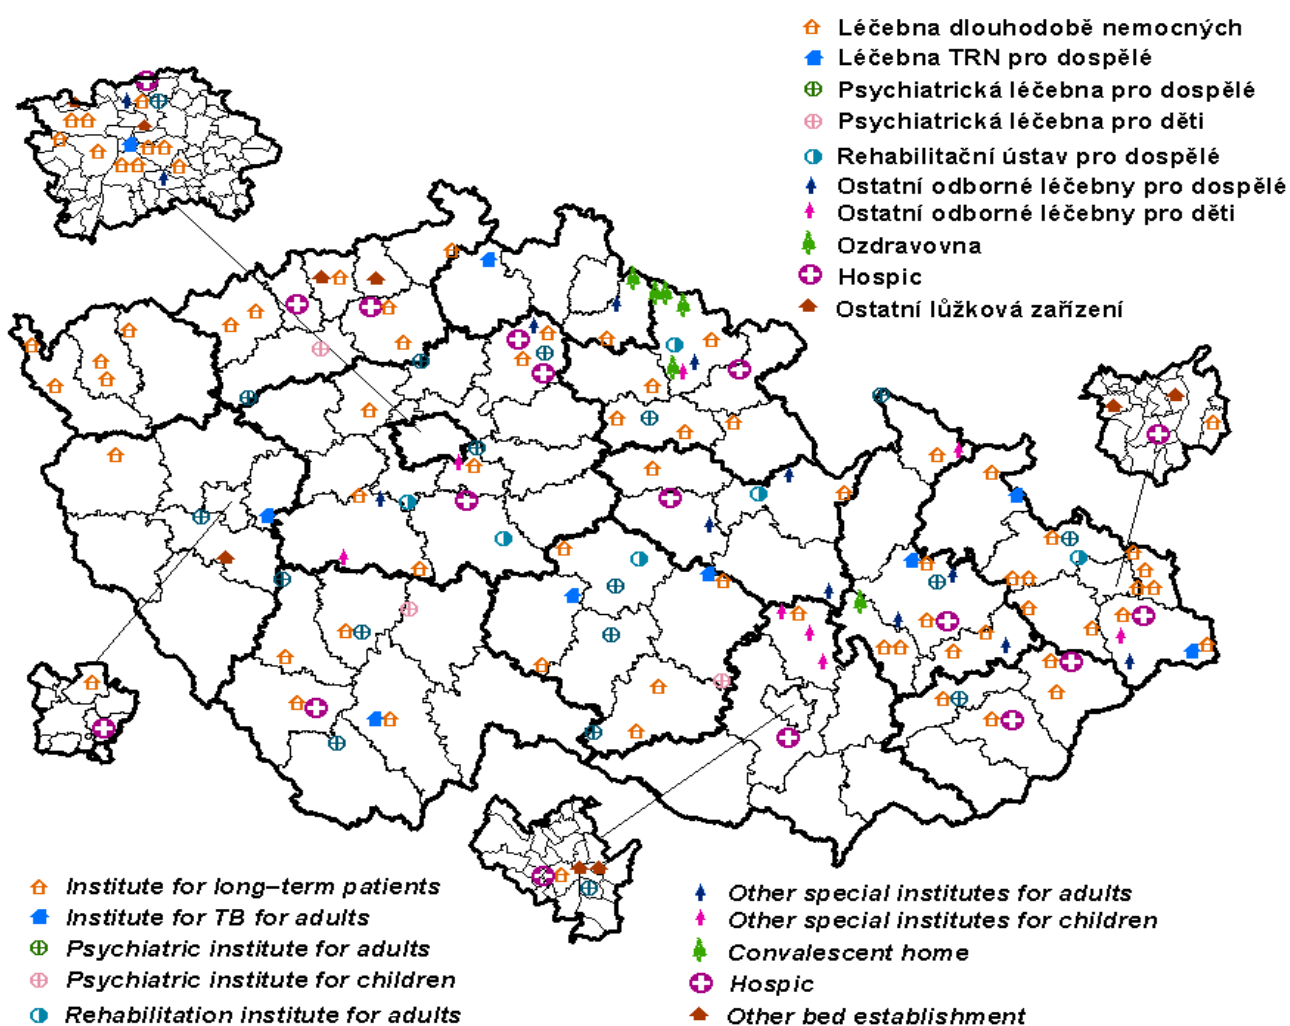 Léčebna dlouhodobě nemocných
Léčebna TRN pro dospělé
Psychiatrická léčebna pro dospělé
Psychiatrická léčebna pro děti
Rehabilitační ústav pro dospělé
Ostatní odborné léčebny pro dospělé
Ostatní odborné léčebny pro děti
Ozdravovna
Hospic
Ostatní lůžková zařízení
Institute for long–term patients
Institute for TB for adults
Psychiatric institute for adults
Psychiatric institute for children
Rehabilitation institute for adults
Other special institutes for adults
Other special institutes for children
Convalescent home
Hospic
Other bed establishment